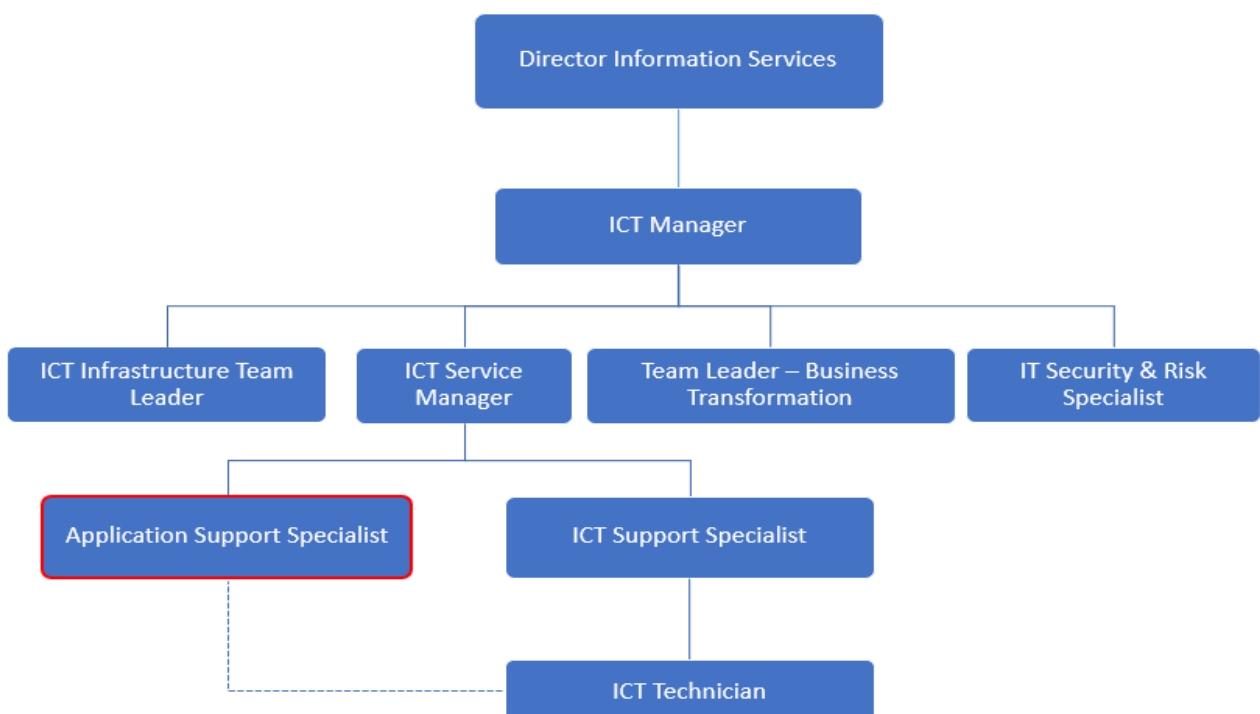 Director Information Services
ICT Manager
ICT Infrastructure Team
Leader
ICT Service
Manager
Team Leader – Business
Transformation
IT Security & Risk
Specialist
Application Support Specialist
ICT Support Specialist
ICT Technician